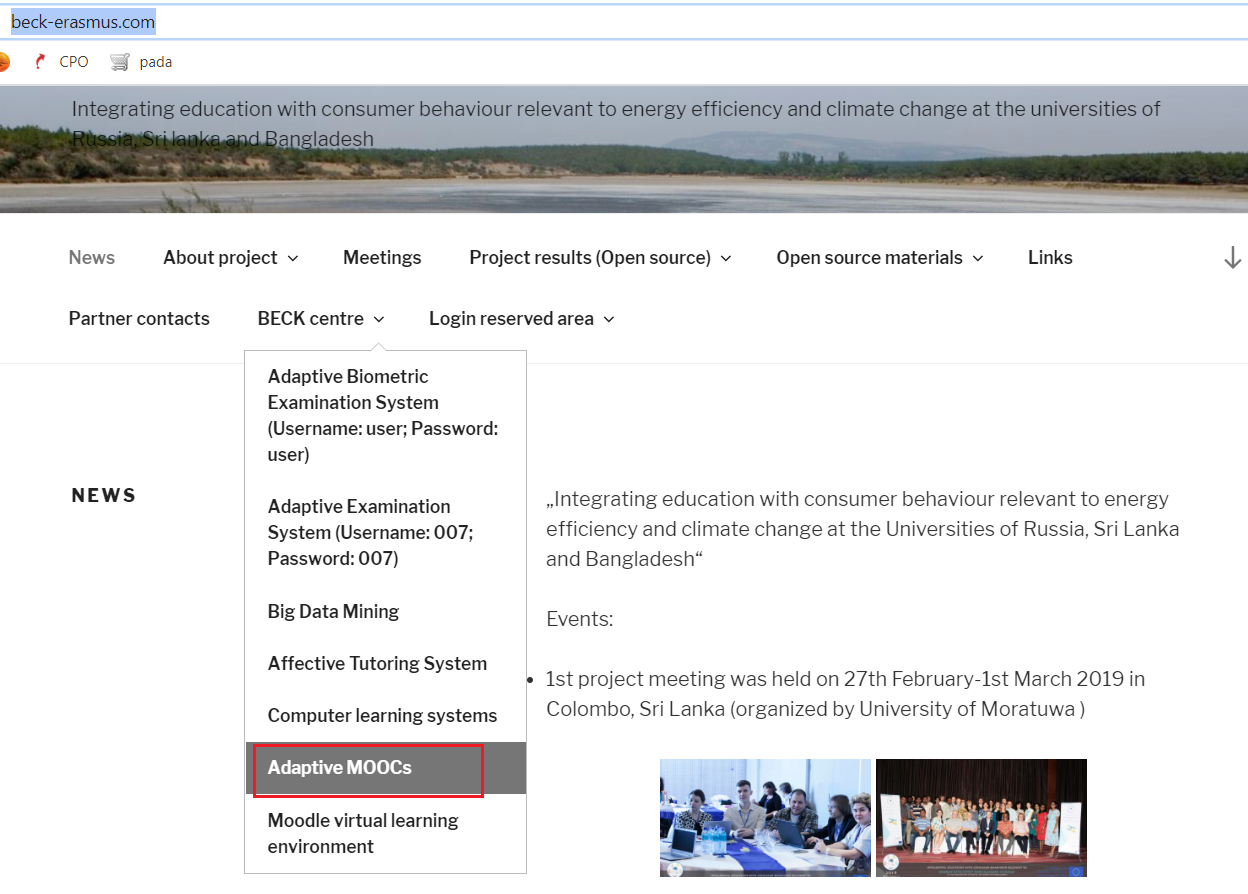 beck-erasmus.com
CPO
pada
Integrating education with consumer behaviour relevant to energy efficiency and climate change at the universities of
Russia, Sri lanka and Bangladesh
News
About project
Meetings
Project results (Open source)
Open source materials
Links
Partner contacts
BECK centre
Login reserved area
Adaptive Biometric
Examination System
(Username: user; Password:
user)
Adaptive Examination
System (Username: 007;
Password: 007)
Big Data Mining
Affective Tutoring System
Computer learning systems
Adaptive MOOCs
Moodle virtual learning
environment
NEWS
„Integrating education with consumer behaviour relevant to energy
efficiency and climate change at the Universities of Russia, Sri Lanka
and Bangladesh“
Events:
1st project meeting was held on 27th February-1st March 2019 in
Colombo, Sri Lanka (organized by University of Moratuwa )